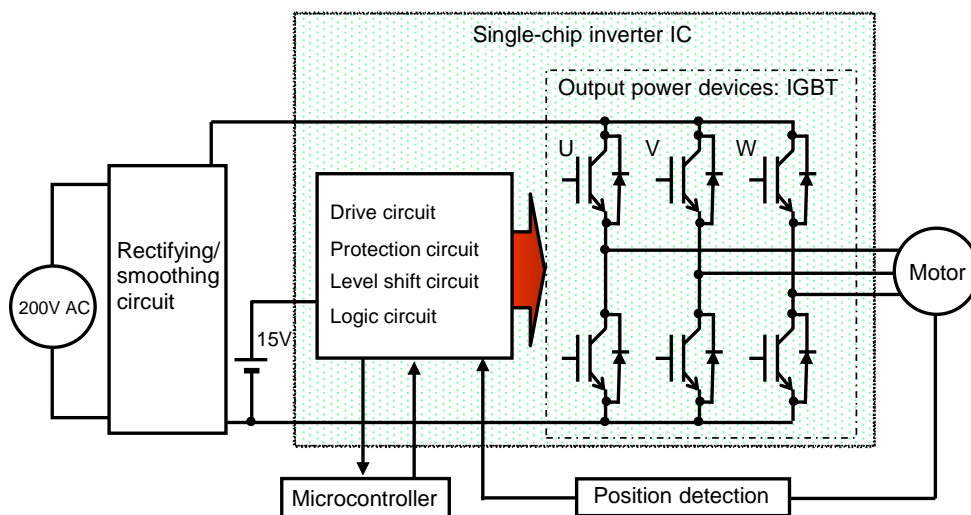 Single-chip inverter IC
Output power devices: IGBT
U
V
W
Drive circuit
Protection circuit
Level shift circuit
Logic circuit
Rectifying/
smoothing
circuit
200V AC
15V
Motor
Microcontroller
Position detection